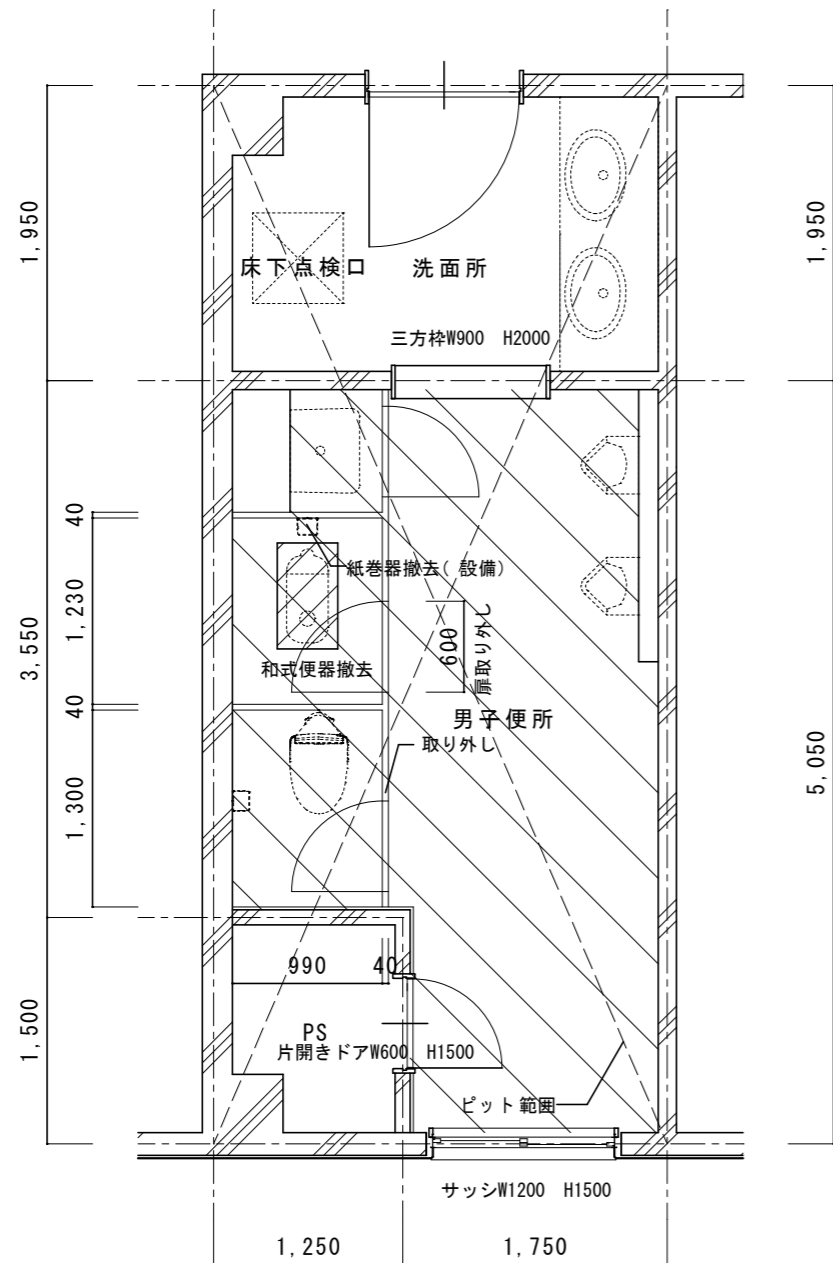 1,950
1,950
床下点検口
洗面所
三方枠W900 H2000
40
紙巻器撤去(設備)
1,230
3,550
600
扉取り外し
和式便器撤去
40
男子便所
取り外し
1,300
5,050
990
40
1,500
PS
片開きドアW600 H1500
ピット範囲
サッシW1200 H1500
1,250
1,750